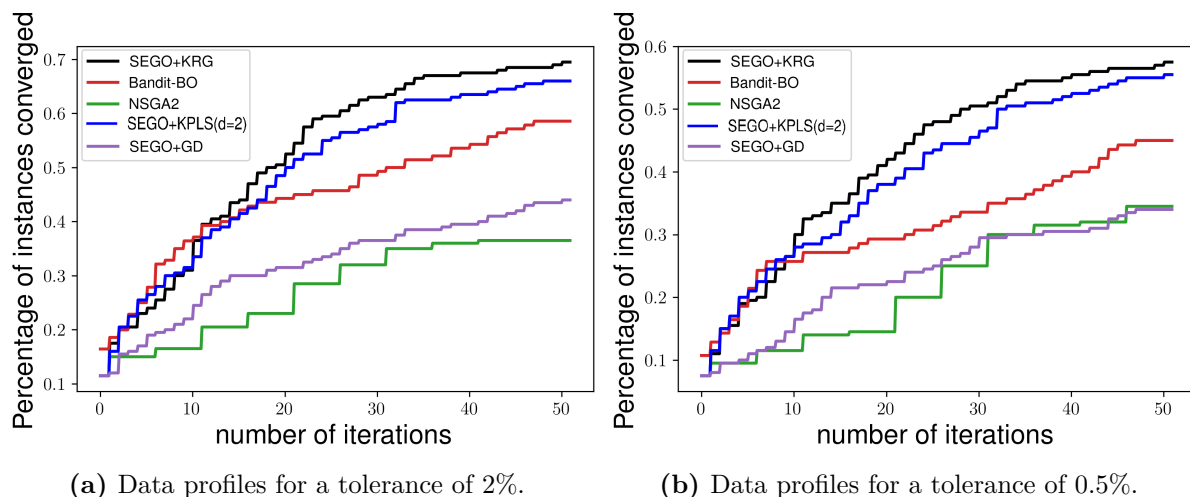 Percentage of instances converged
0.7
0.6
0.5
0.4
0.3
0.2
0.1
SEGO+KRG
Bandit-BO
NSGA2
SEGO+KPLS(d=2)
SEGO+GD
0 10 20 30 40 50
number of iterations
(a) Data profiles for a tolerance of 2%.
Percentage of instances converged
0.6
0.5
0.4
0.3
0.2
0.1
SEGO+KRG
Bandit-BO
NSGA2
SEGO+KPLS(d=2)
SEGO+GD
0 10 20 30 40 50
number of iterations
(b) Data profiles for a tolerance of 0.5%.